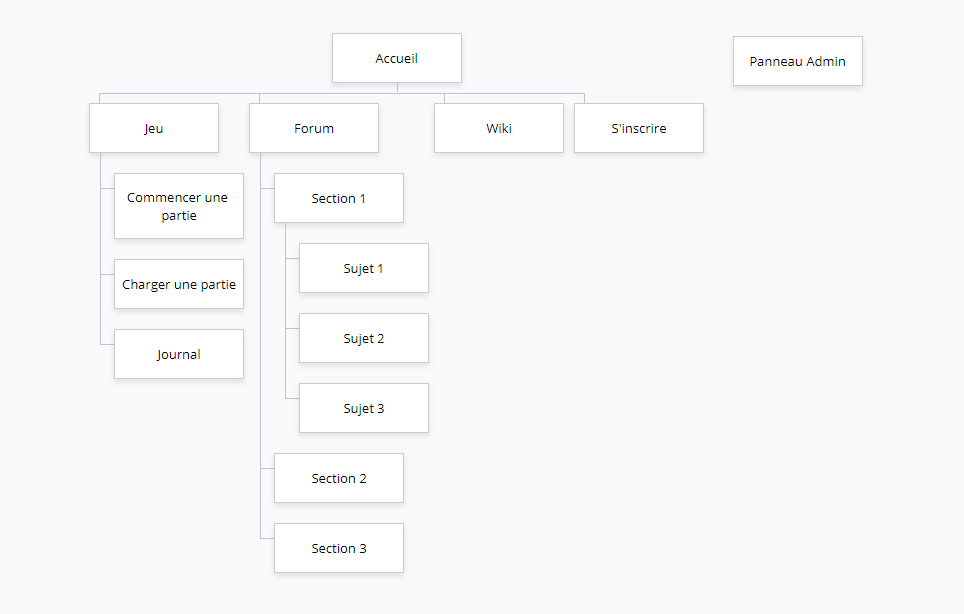 Accueil
Panneau Admin
Jeu
Forum
Wiki
S'inscrire
Commencer une
partie
Charger une partie
Journal
Section 1
Sujet 1
Sujet 2
Sujet 3
Section 2
Section 3